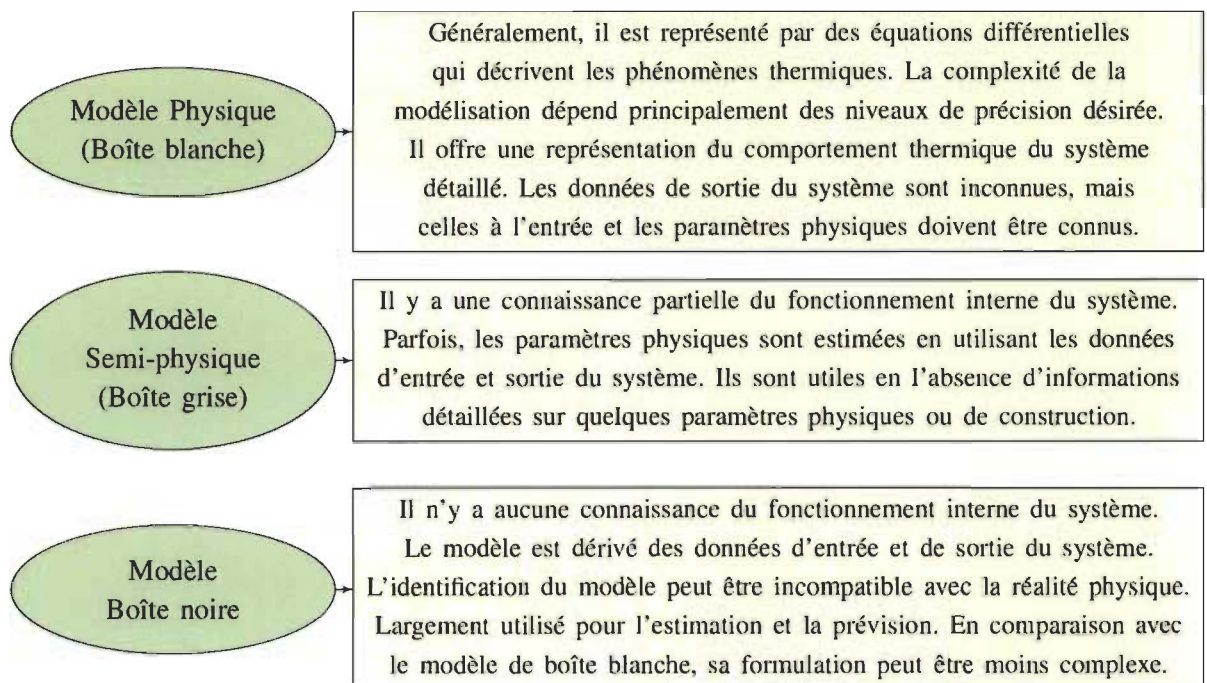 Modèle Physique
(Boîte blanche)
Généralement, il est représenté par des équations différentielles
qui décrivent les phénomènes thermiques. La complexité de la
modélisation dépend principalement des niveaux de précision désirée.
Il offre une représentation du comportement thermique du système
détaillé. Les données de sortie du système sont inconnues, mais
celles à l'entrée et les paramètres physiques doivent être connus.
Modèle
Semi-physique
(Boîte grise)
Il y a une connaissance partielle du fonctionnement interne du système.
Parfois, les paramètres physiques sont estimées en utilisant les données
d'entrée et sortie du système. Ils sont utiles en l'absence d'informations
détaillées sur quelques paramètres physiques ou de construction.
Modèle
Boîte noire
Il n'y a aucune connaissance du fonctionnement interne du système.
Le modèle est dérivé des données d'entrée et de sortie du système.
L'identification du modèle peut être incompatible avec la réalité physique.
Largement utilisé pour l'estimation et la prévision. En comparaison avec
le modèle de boîte blanche, sa formulation peut être moins complexe.